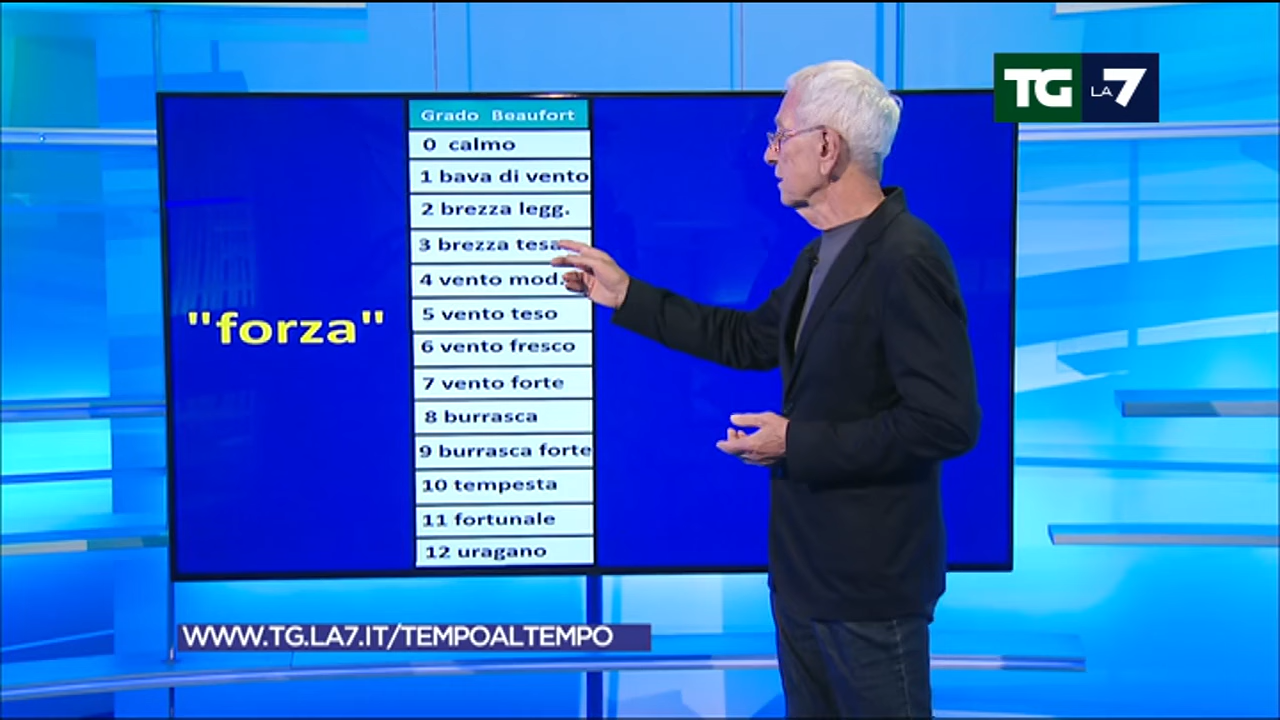 TG LA 7
Grado Beaufort
0 calmo
1 bava di vento
2 brezza legg.
3 brezza tesa
4 vento mod.
"forza"
5 vento teso
6 vento fresco
7 vento forte
8 burrasca
9 burrasca forte
10 tempesta
11 fortunale
12 uragano
WWW.TG.LA7.IT/TEMPOALTEMPO